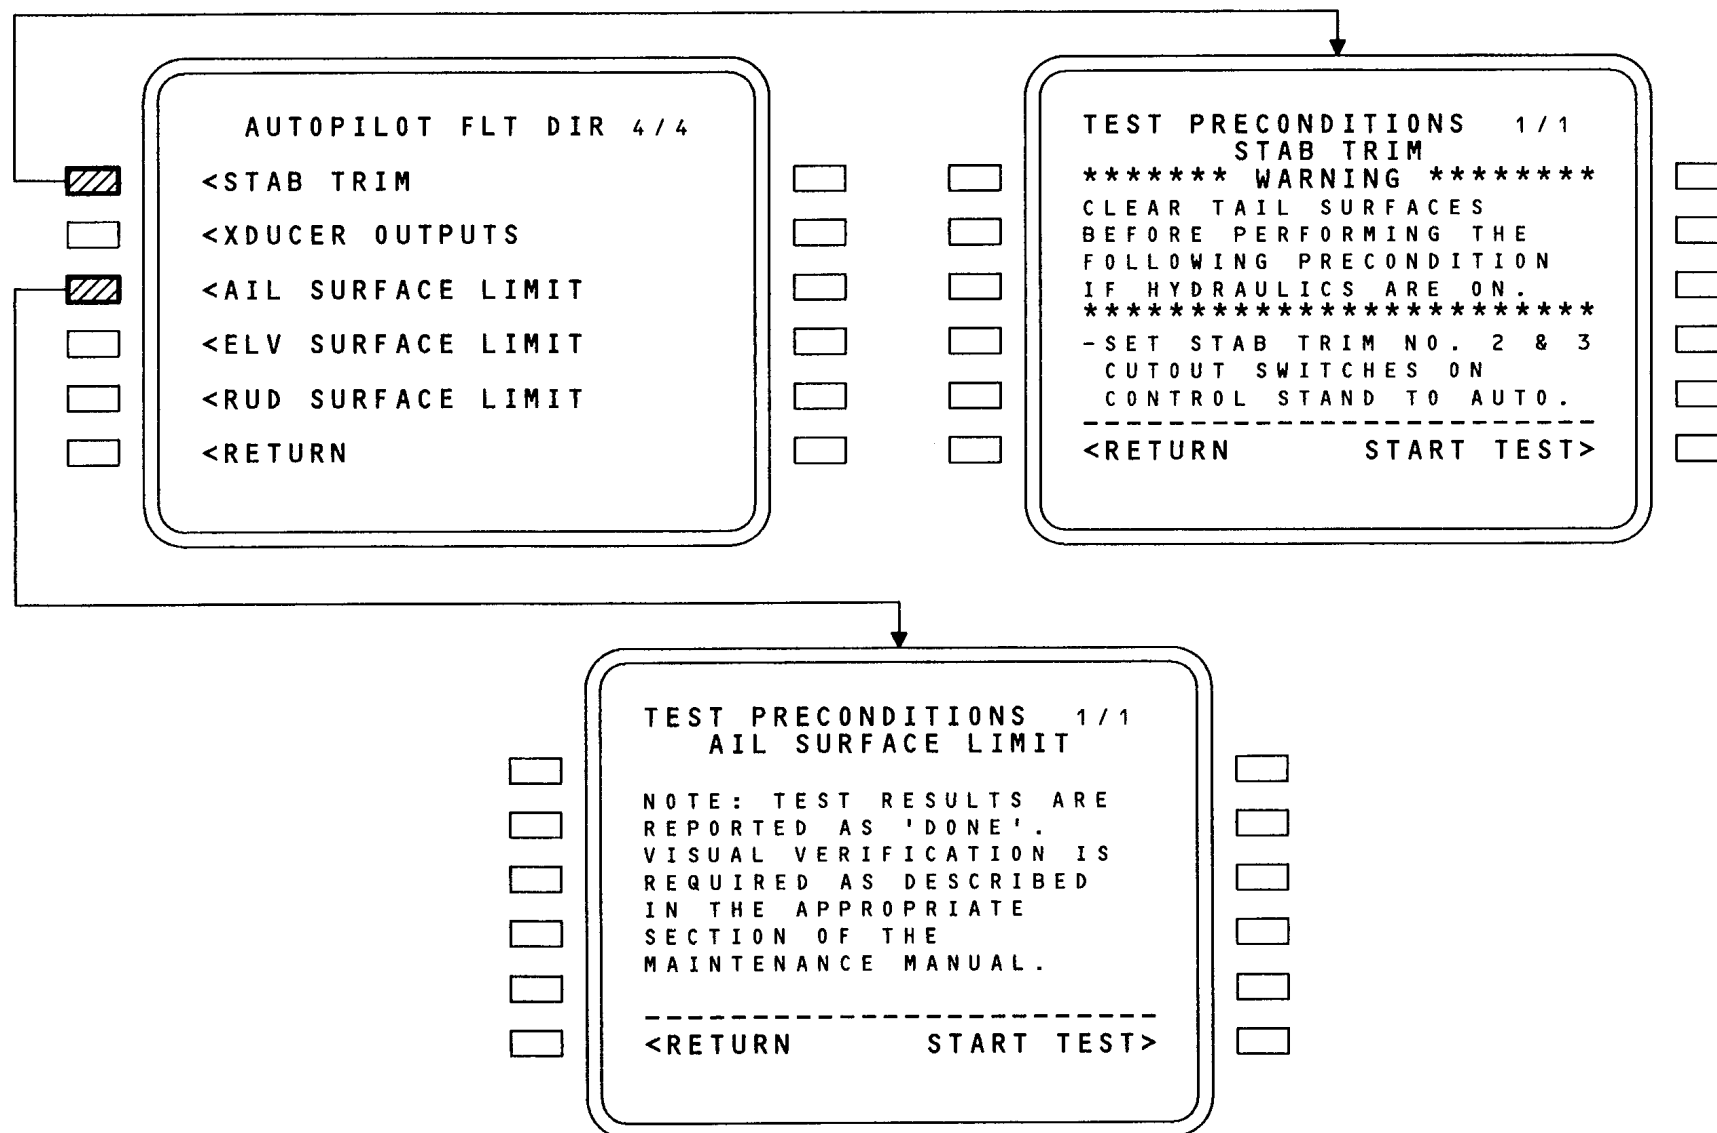 AUTOPILOT FLT DIR 4/4
<STAB TRIM
<XDUCER OUTPUTS
<AIL SURFACE LIMIT
<ELV SURFACE LIMIT
<RUD SURFACE LIMIT
<RETURN
TEST PRECONDITIONS 1/1
STAB TRIM
******* WARNING ********
CLEAR TAIL SURFACES
BEFORE PERFORMING THE
FOLLOWING PRECONDITION
IF HYDRAULICS ARE ON.
************************
-SET STAB TRIM NO. 2 & 3
CUTOUT SWITCHES ON
CONTROL STAND TO AUTO.
------------------------
<RETURN START TEST>
TEST PRECONDITIONS 1/1
AIL SURFACE LIMIT
NOTE: TEST RESULTS ARE
REPORTED AS 'DONE'.
VISUAL VERIFICATION IS
REQUIRED AS DESCRIBED
IN THE APPROPRIATE
SECTION OF THE
MAINTENANCE MANUAL.
------------------------
<RETURN START TEST>